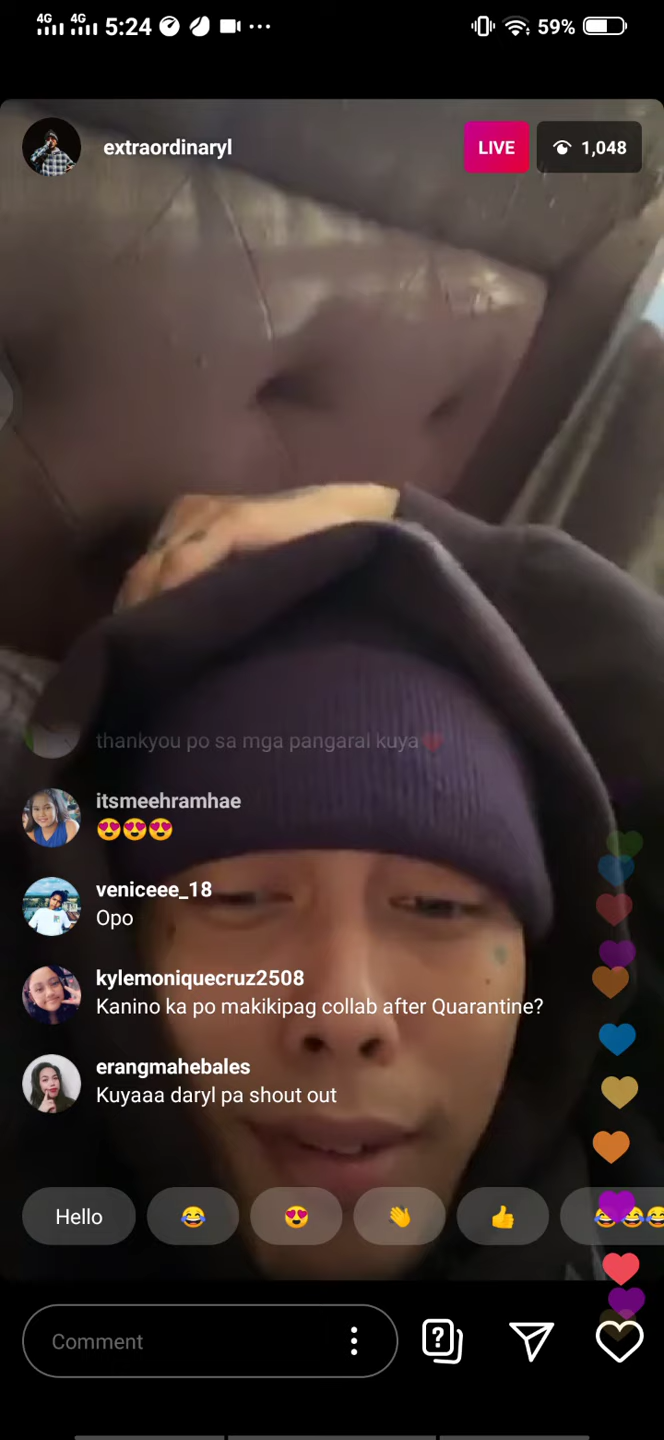 4G 4G 5:24 59%
extraordinaryl LIVE 1,048
thankyou po sa mga pangaral kuya❤️
itsmeehramhae
😍😍😍
veniceee_18
Opo
kylemoniquecruz2508
Kanino ka po makikipag collab after Quarantine?
erangmahebales
Kuyaaa daryl pa shout out
Hello 😂 😍 👋 👍 😂😂😂
Comment